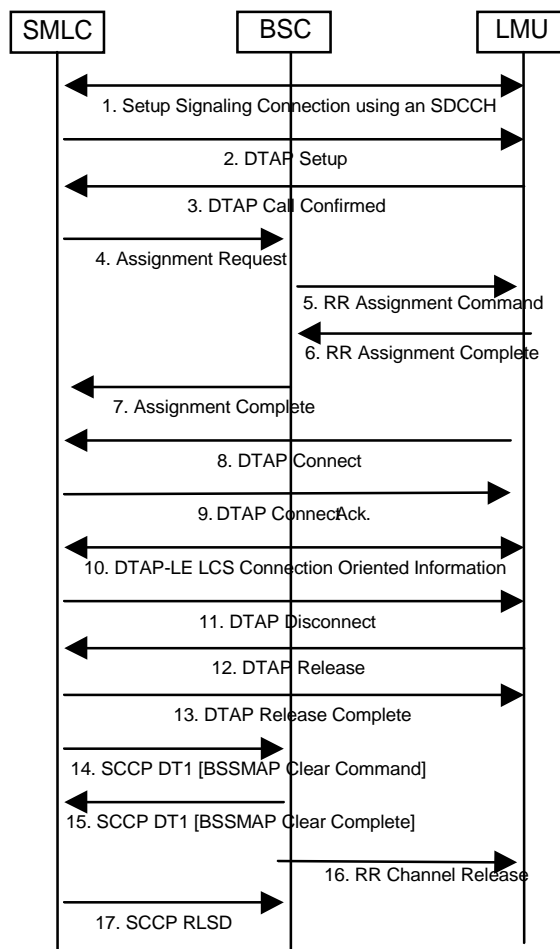 SMLC
BSC
LMU
1. Setup Signaling Connection using an SDCCH
2. DTAP Setup
3. DTAP Call Confirmed
4. Assignment Request
5. RR Assignment Command
6. RR Assignment Complete
7. Assignment Complete
8. DTAP Connect
9. DTAP Connect Ack.
10. DTAP-LE LCS Connection Oriented Information
11. DTAP Disconnect
12. DTAP Release
13. DTAP Release Complete
14. SCCP DT1 [BSSMAP Clear Command]
15. SCCP DT1 [BSSMAP Clear Complete]
16. RR Channel Release
17. SCCP RLSD